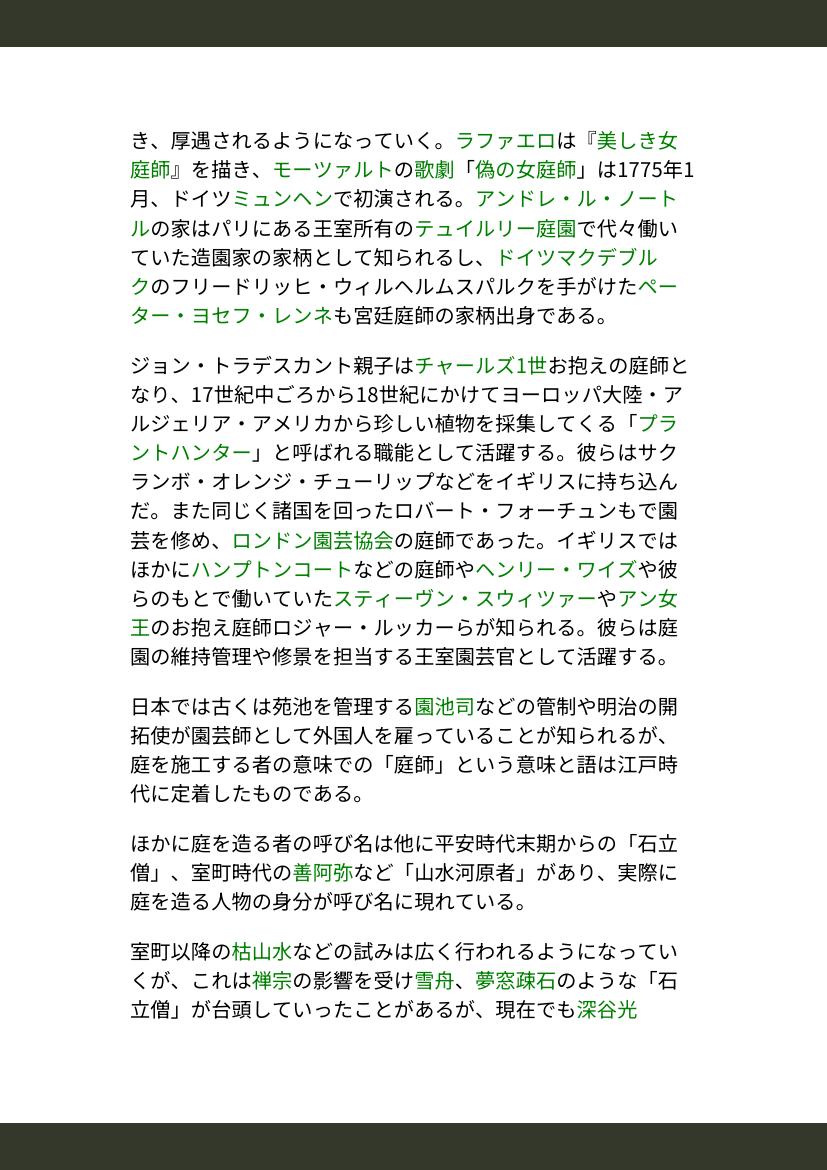 き、厚遇されるようになっていく。ラファエロは『美しき女
庭師』を描き、モーツァルトの歌劇「偽の女庭師」は1775年1
月、ドイツミュンヘンで初演される。アンドレ・ル・ノート
ルの家はパリにある王室所有のテュイルリー庭園で代々働い
ていた造園家の家柄として知られるし、ドイツマクデブル
クのフリードリッヒ・ウィルヘルムスパルクを手がけたペー
ター・ヨセフ・レンネも宮廷庭師の家柄出身である。
ジョン・トラデスカント親子はチャールズ1世お抱えの庭師と
なり、17世紀中ごろから18世紀にかけてヨーロッパ大陸・ア
ルジェリア・アメリカから珍しい植物を採集してくる「プラ
ントハンター」と呼ばれる職能として活躍する。彼らはサク
ランボ・オレンジ・チューリップなどをイギリスに持ち込ん
だ。また同じく諸国を回ったロバート・フォーチュンもで園
芸を修め、ロンドン園芸協会の庭師であった。イギリスでは
ほかにハンプトンコートなどの庭師やヘンリー・ワイズや彼
らのもとで働いていたスティーヴン・スウィツァーやアン女
王のお抱え庭師ロジャー・ルッカーらが知られる。彼らは庭
園の維持管理や修景を担当する王室園芸官として活躍する。
日本では古くは苑池を管理する園池司などの管制や明治の開
拓使が園芸師として外国人を雇っていることが知られるが、
庭を施工する者の意味での「庭師」という意味と語は江戸時
代に定着したものである。
ほかに庭を造る者の呼び名は他に平安時代末期からの「石立
僧」、室町時代の善阿弥など「山水河原者」があり、実際に
庭を造る人物の身分が呼び名に現れている。
室町以降の枯山水などの試みは広く行われるようになってい
くが、これは禅宗の影響を受け雪舟、夢窓疎石のような「石
立僧」が台頭していったことがあるが、現在でも深谷光